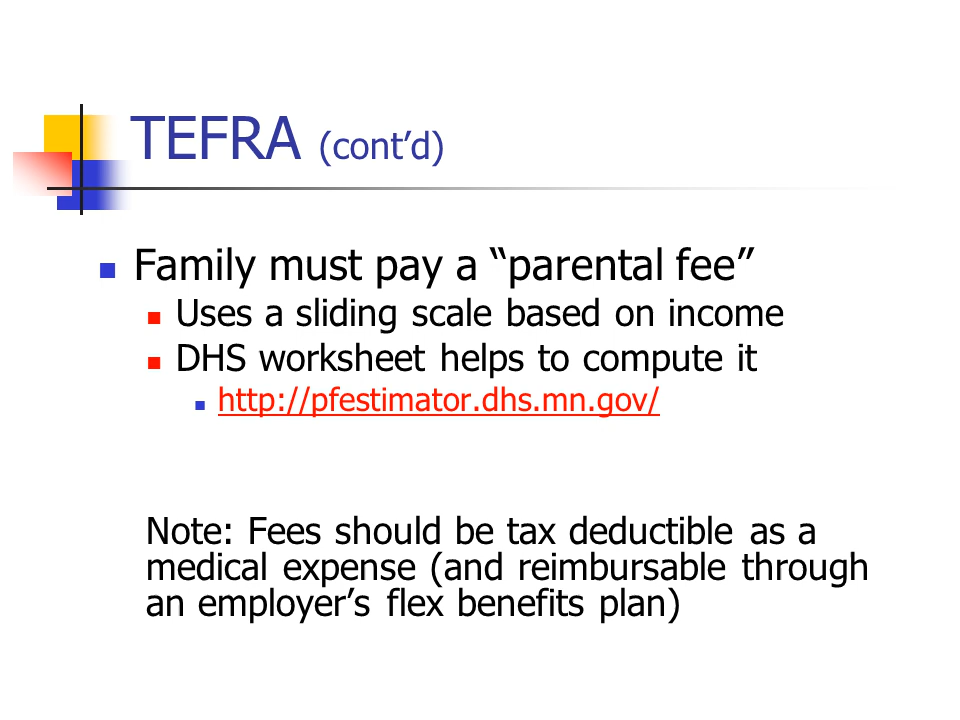 TEFRA (cont’d)
Family must pay a “parental fee”
Uses a sliding scale based on income
DHS worksheet helps to compute it
http://pfestimator.dhs.mn.gov/
Note: Fees should be tax deductible as a
medical expense (and reimbursable through
an employer’s flex benefits plan)